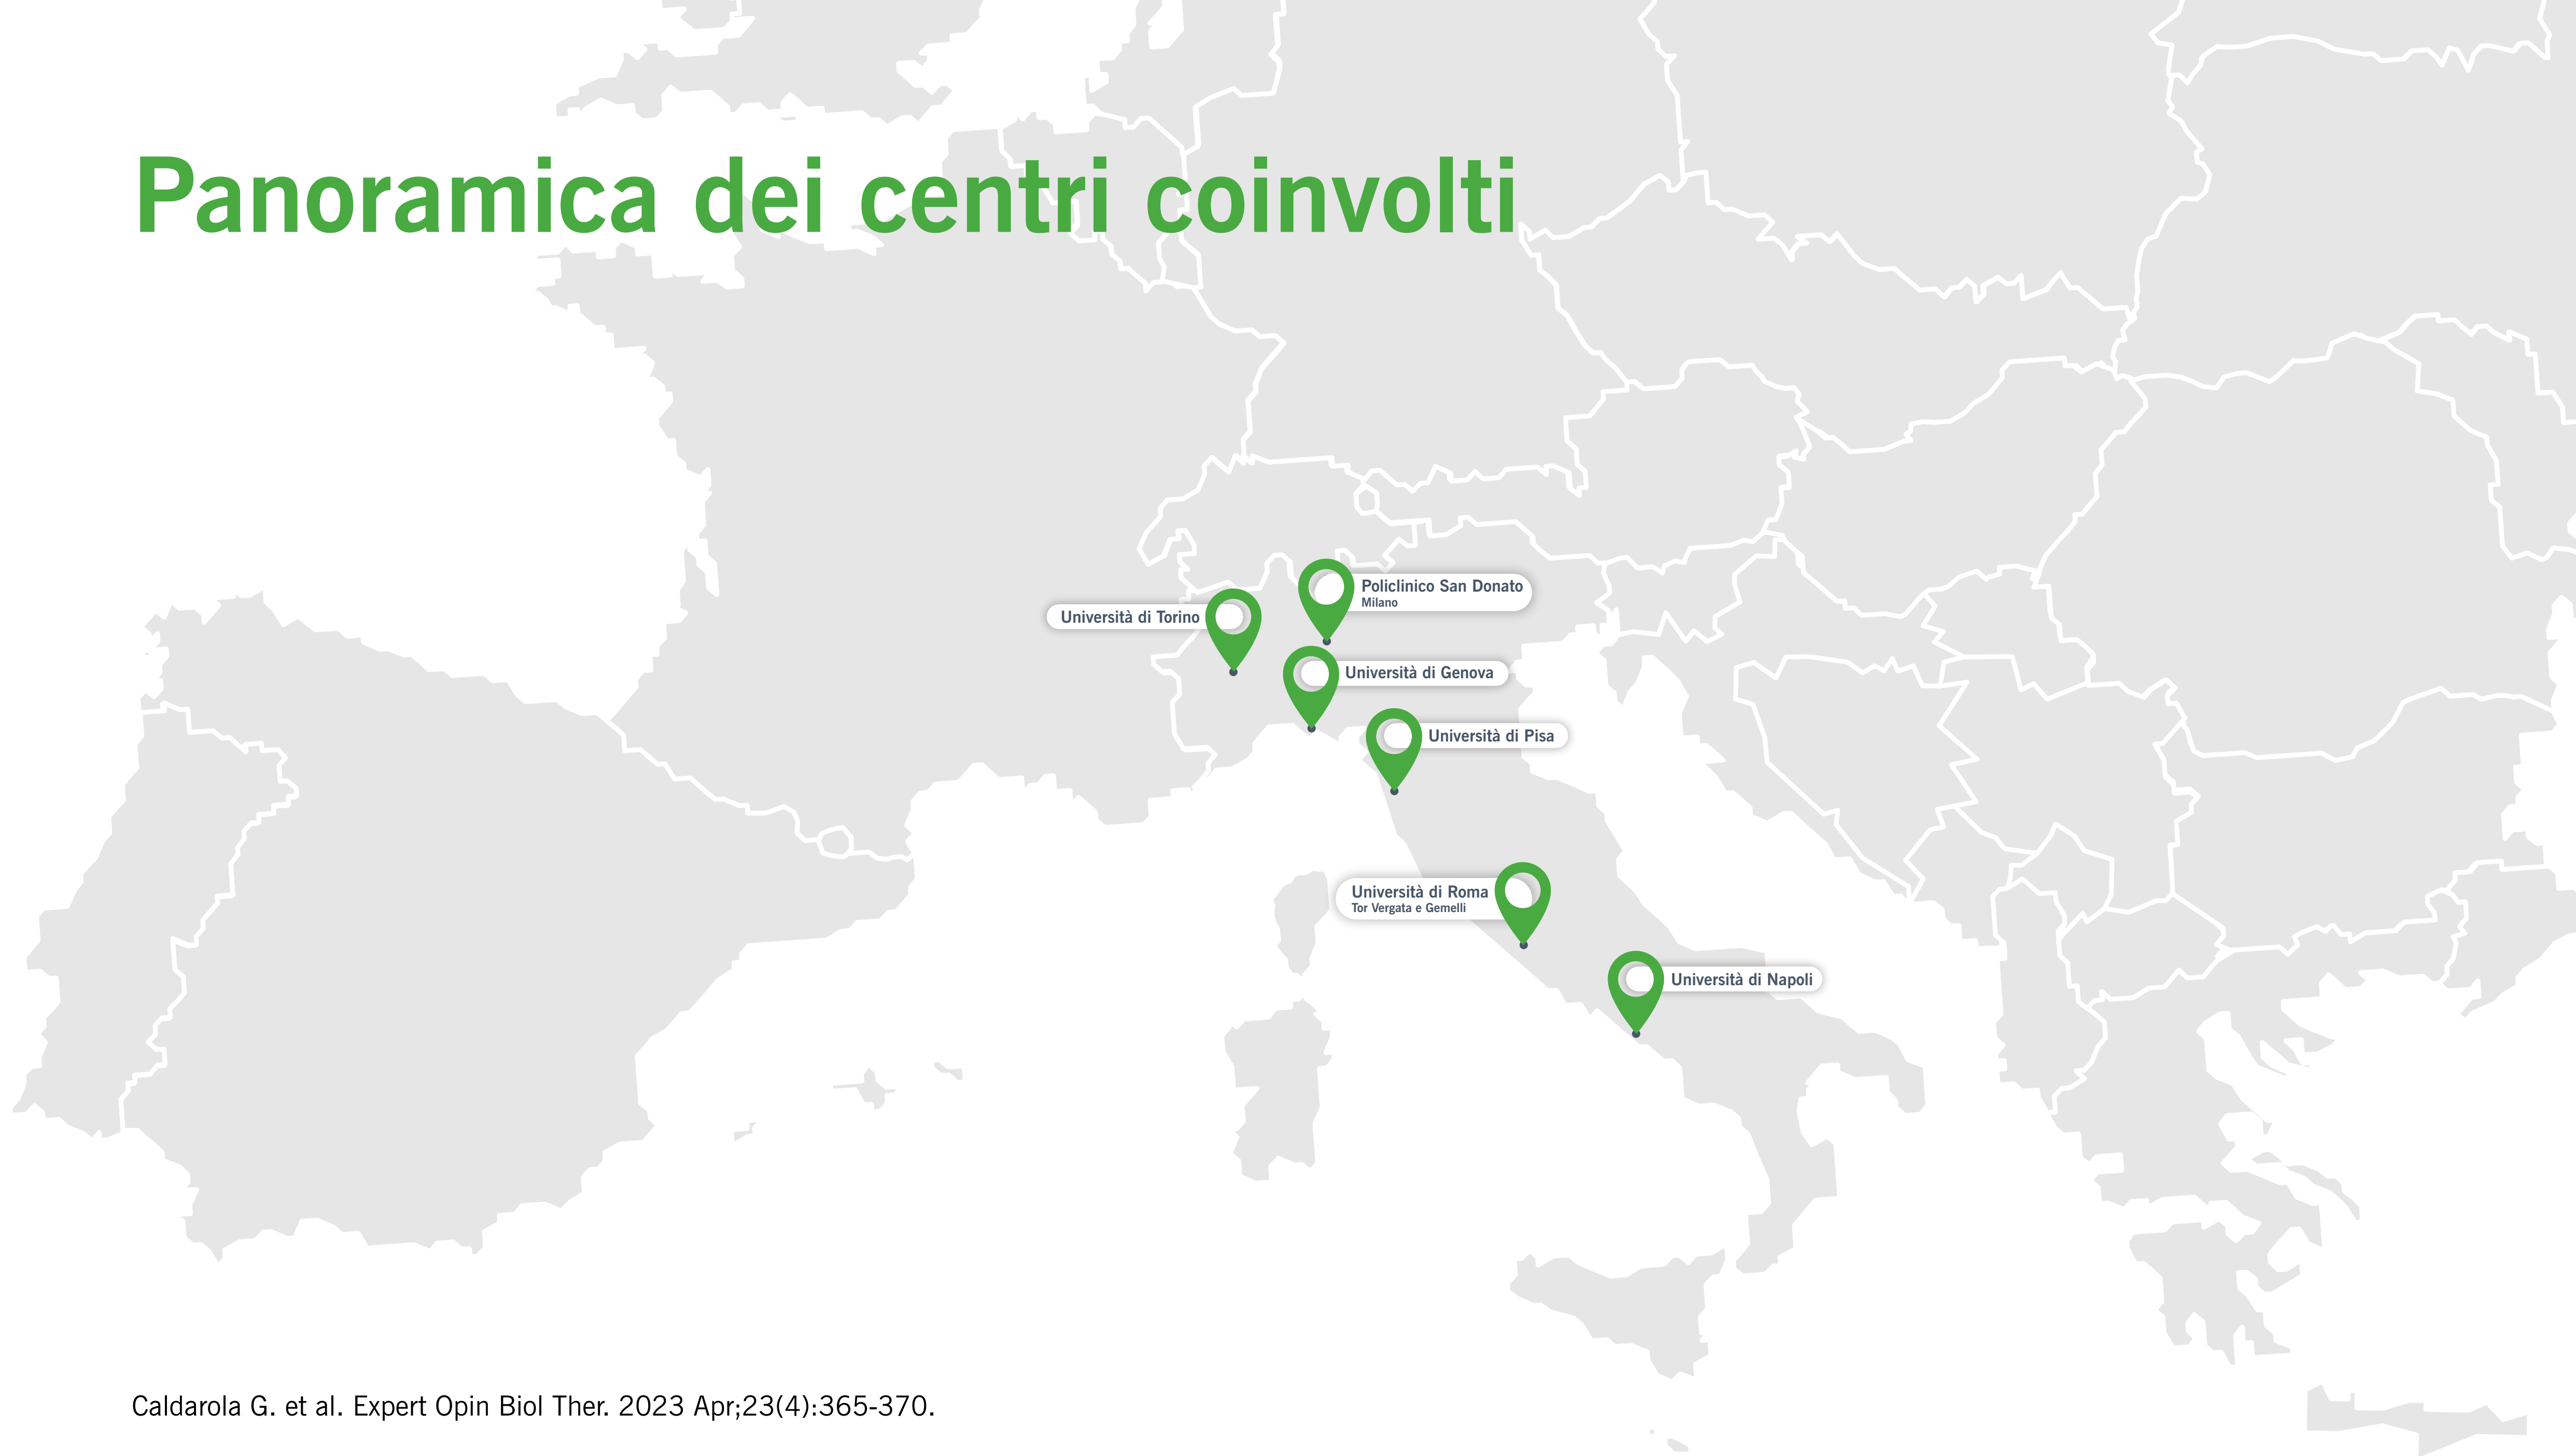 Panoramica dei centri coinvolti
Policlinico San Donato
Milano
Università di Torino
Università di Genova
Università di Pisa
Università di Roma
Tor Vergata e Gemelli
Università di Napoli
Caldarola G. et al. Expert Opin Biol Ther. 2023 Apr;23(4):365-370.